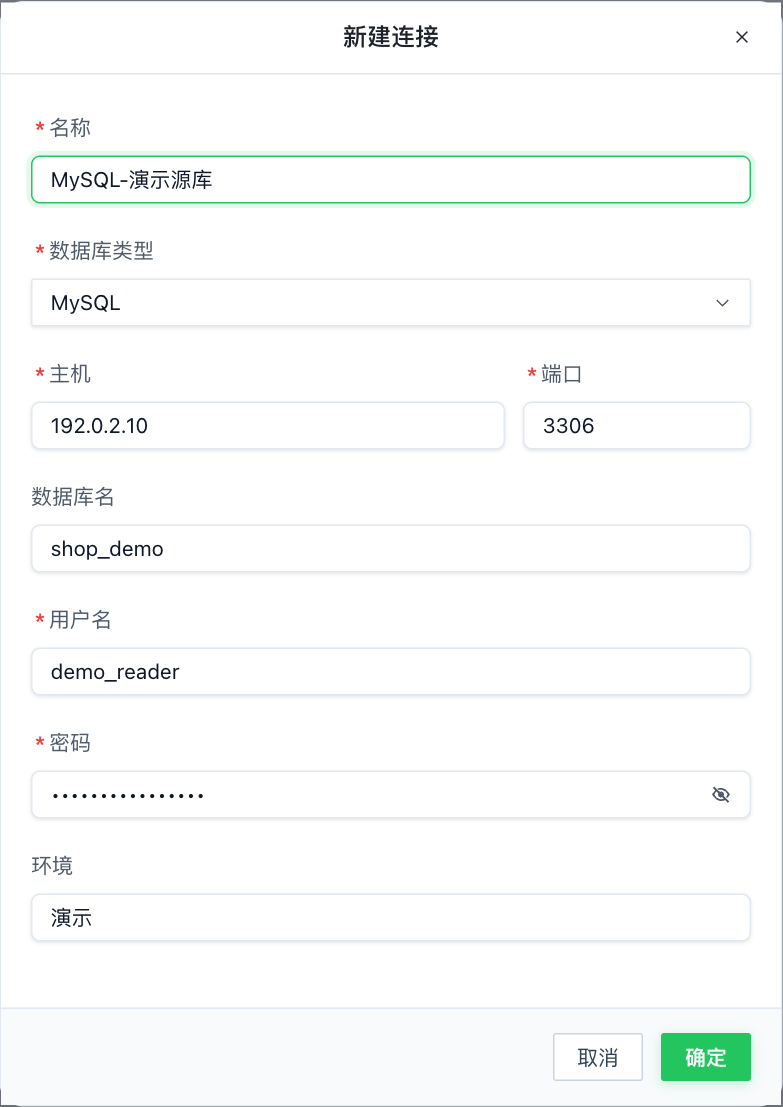 新建连接
* 名称
MySQL-演示源库
* 数据库类型
MySQL
* 主机
* 端口
192.0.2.10
3306
数据库名
shop_demo
* 用户名
demo_reader
* 密码
••••••••••••••••
环境
演示
取消
确定